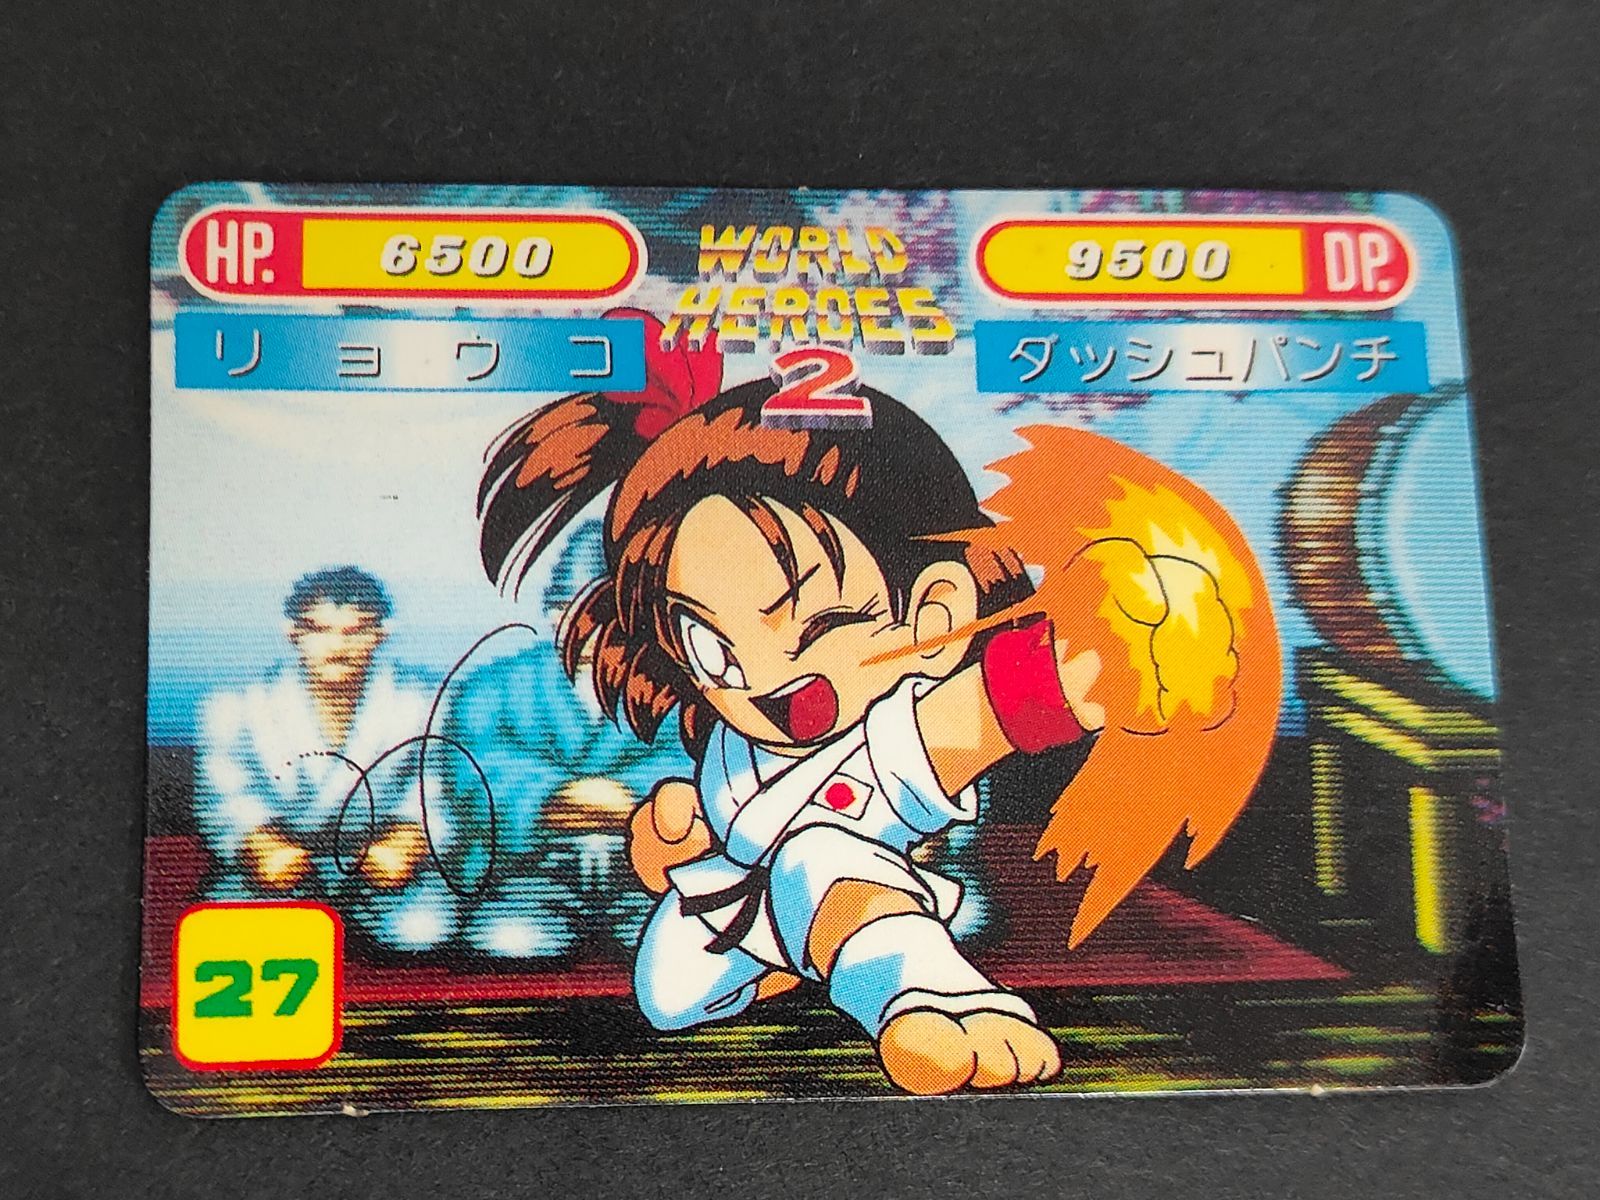 HP. 6500
WORLD
HEROES
2
9500 DP.
リョウコ
ダッシュパンチ
27